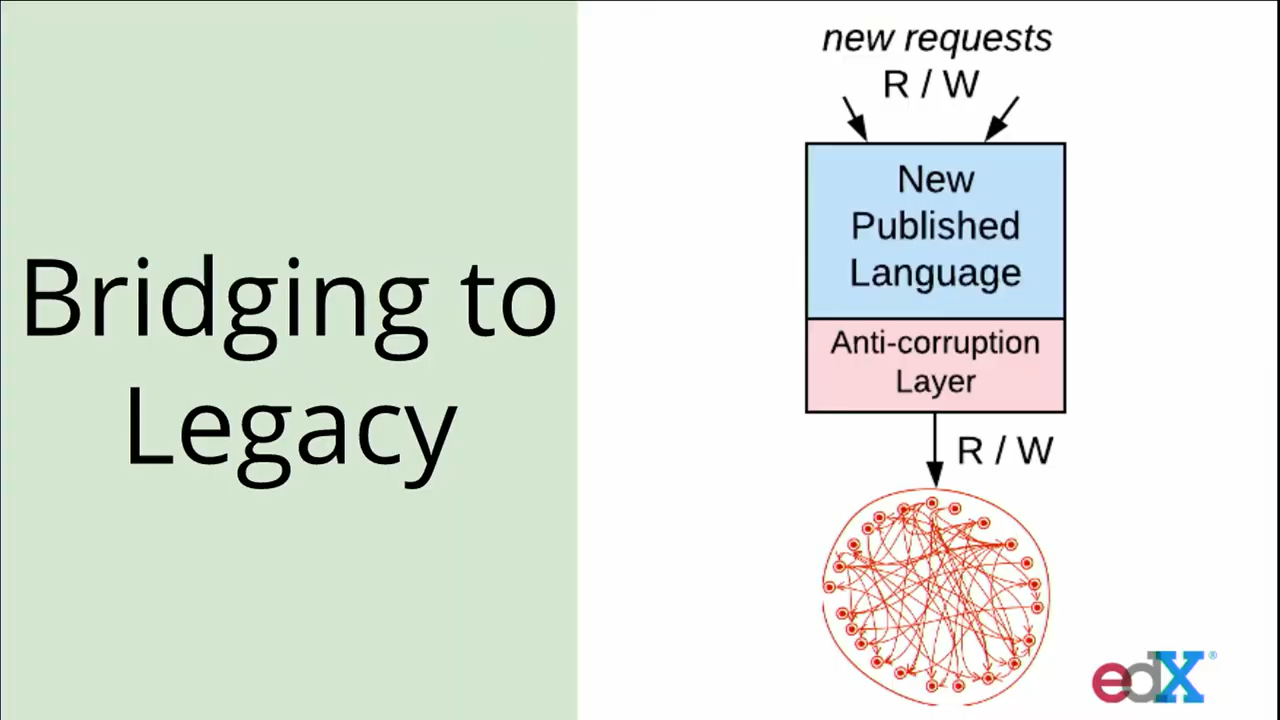 Bridging to
Legacy
new requests
R / W
New
Published
Language
Anti-corruption
Layer
R / W
edX®